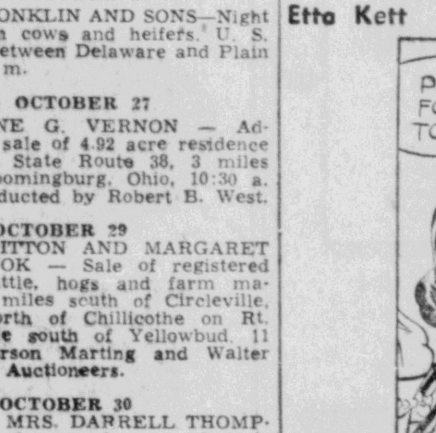 ONKLIN AND SONS—Night
cows and heifers. U. S.
etween Delaware and Plain
m.
OCTOBER 27
NE G. VERNON — Ad-
sale of 4.92 acre residence
State Route 38, 3 miles
oomingburg, Ohio, 10:30 a.
ducted by Robert B. West.
OCTOBER 29
ITTON AND MARGARET
OK — Sale of registered
ttle, hogs and farm ma-
miles south of Circleville,
orth of Chillicothe on Rt.
e south of Yellowbud. 11
rson Marting and Walter
Auctioneers.
OCTOBER 30
MRS. DARRELL THOMP-
Etta Kett
P
FO
TO